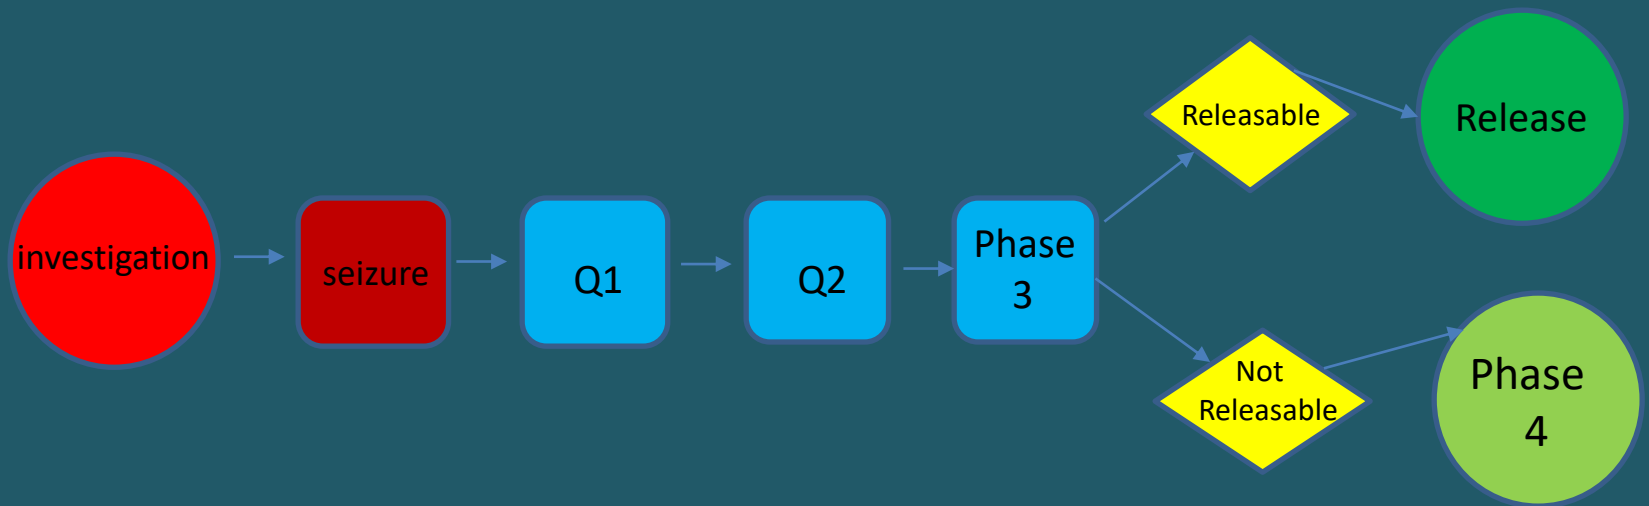 investigation
seizure
Q1
Q2
Phase
3
Releasable
Release
Not
Releasable
Phase
4